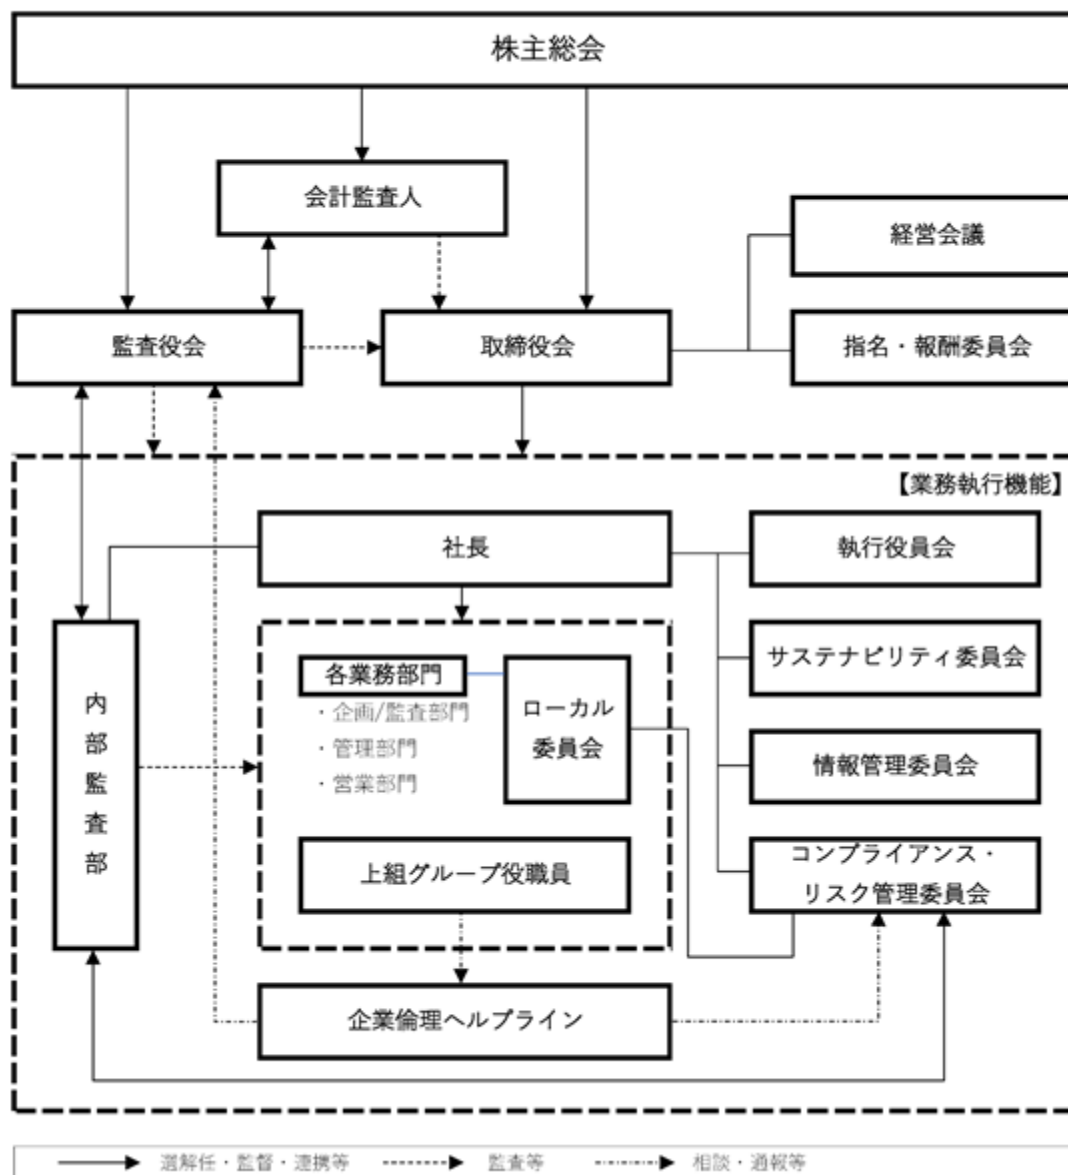 株主総会
会計監査人
経営会議
監査役会
取締役会
指名・報酬委員会
【業務執行機能】
社長
執行役員会
内部監査部
各業務部門
・企画/監査部門
・管理部門
・営業部門
ローカル
委員会
サステナビリティ委員会
情報管理委員会
上組グループ役職員
コンプライアンス・
リスク管理委員会
企業倫理ヘルプライン
選解任・監督・連携等
監査等
相談・通報等